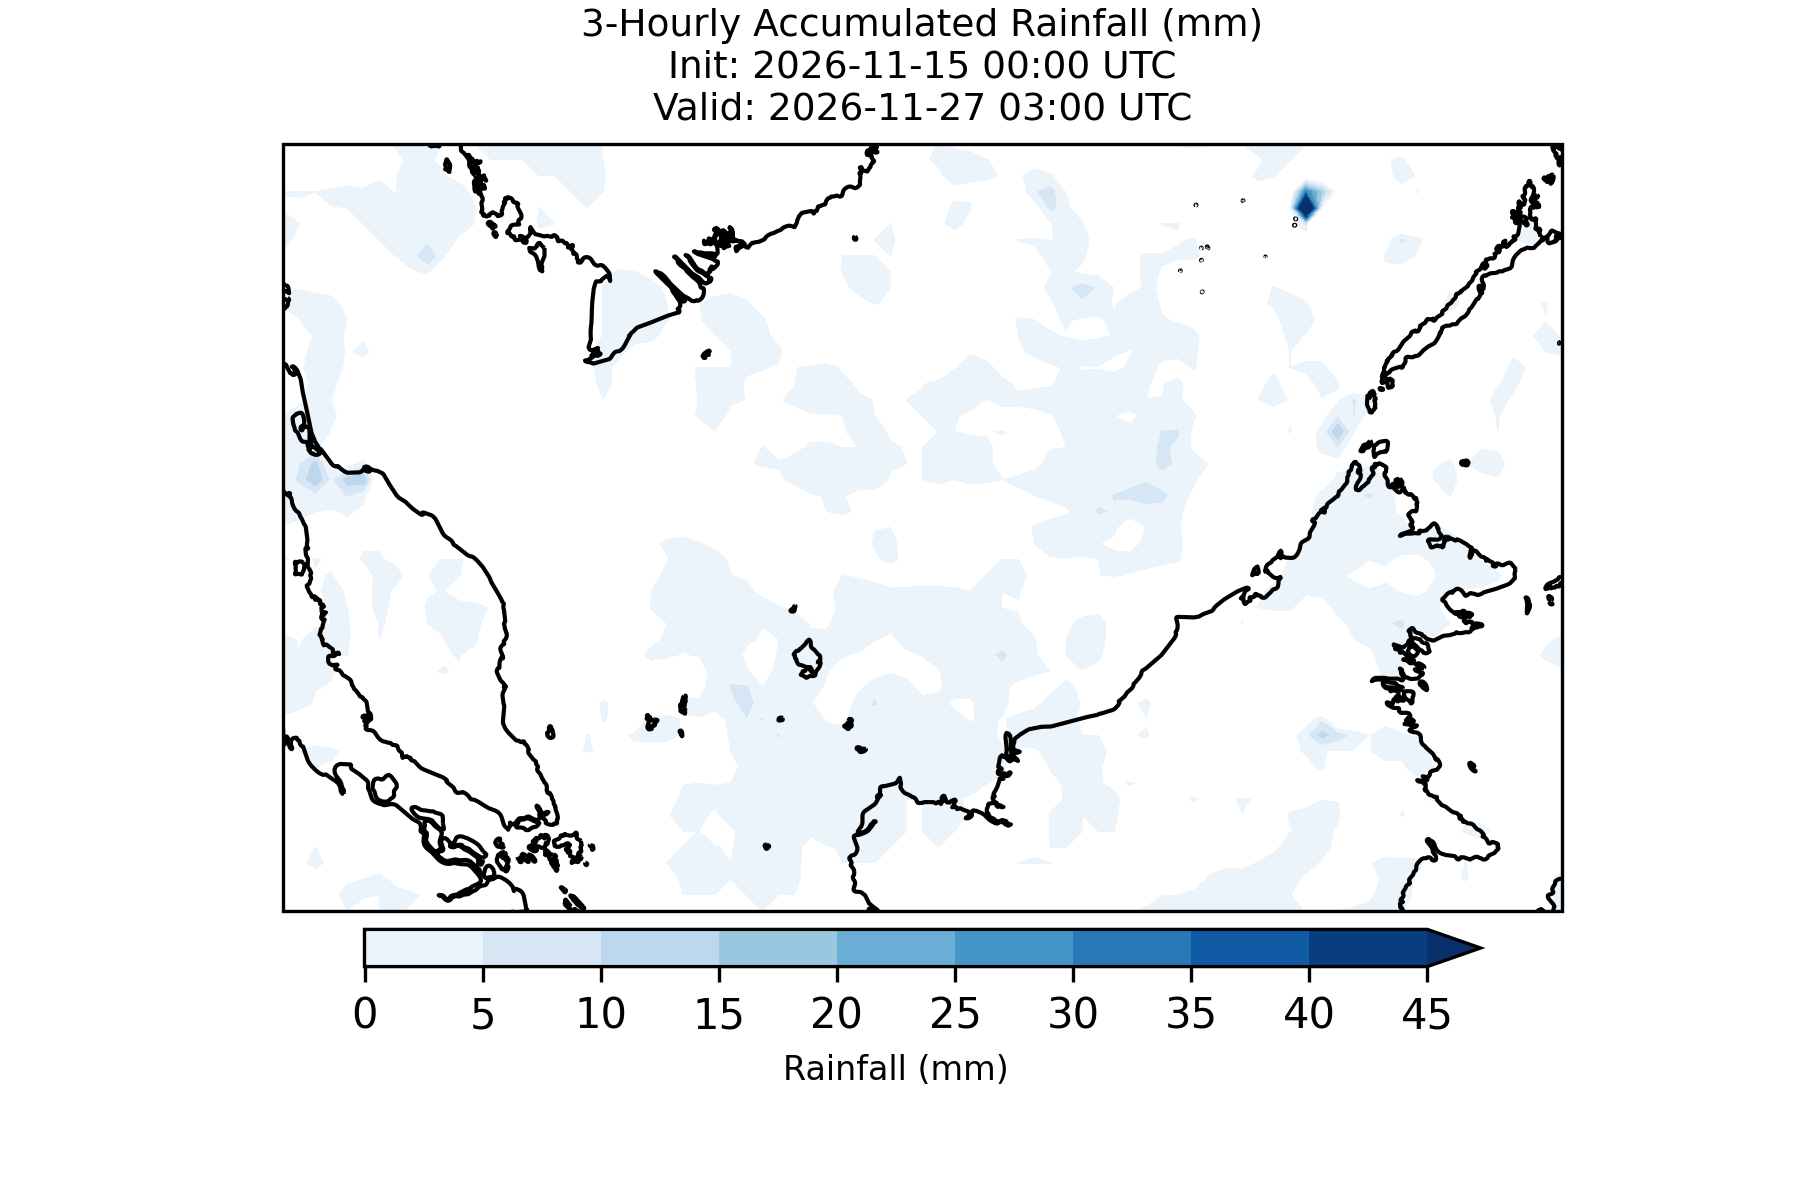 3-Hourly Accumulated Rainfall (mm)
Init: 2026-11-15 00:00 UTC
Valid: 2026-11-27 03:00 UTC
0 5 10 15 20 25 30 35 40 45
Rainfall (mm)